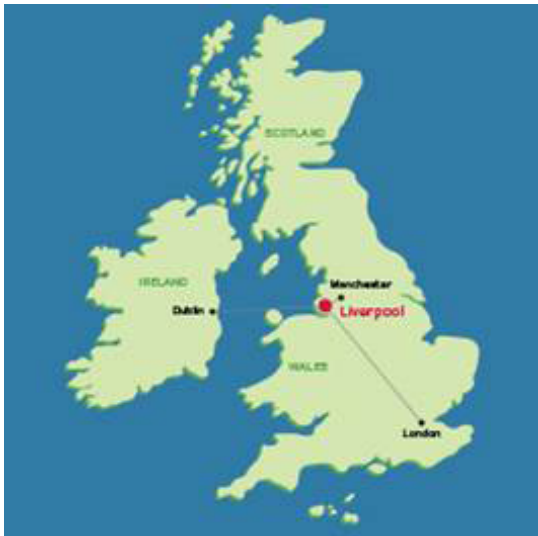 SCOTLAND
IRELAND
Manchester
Dublin
Liverpool
WALES
London